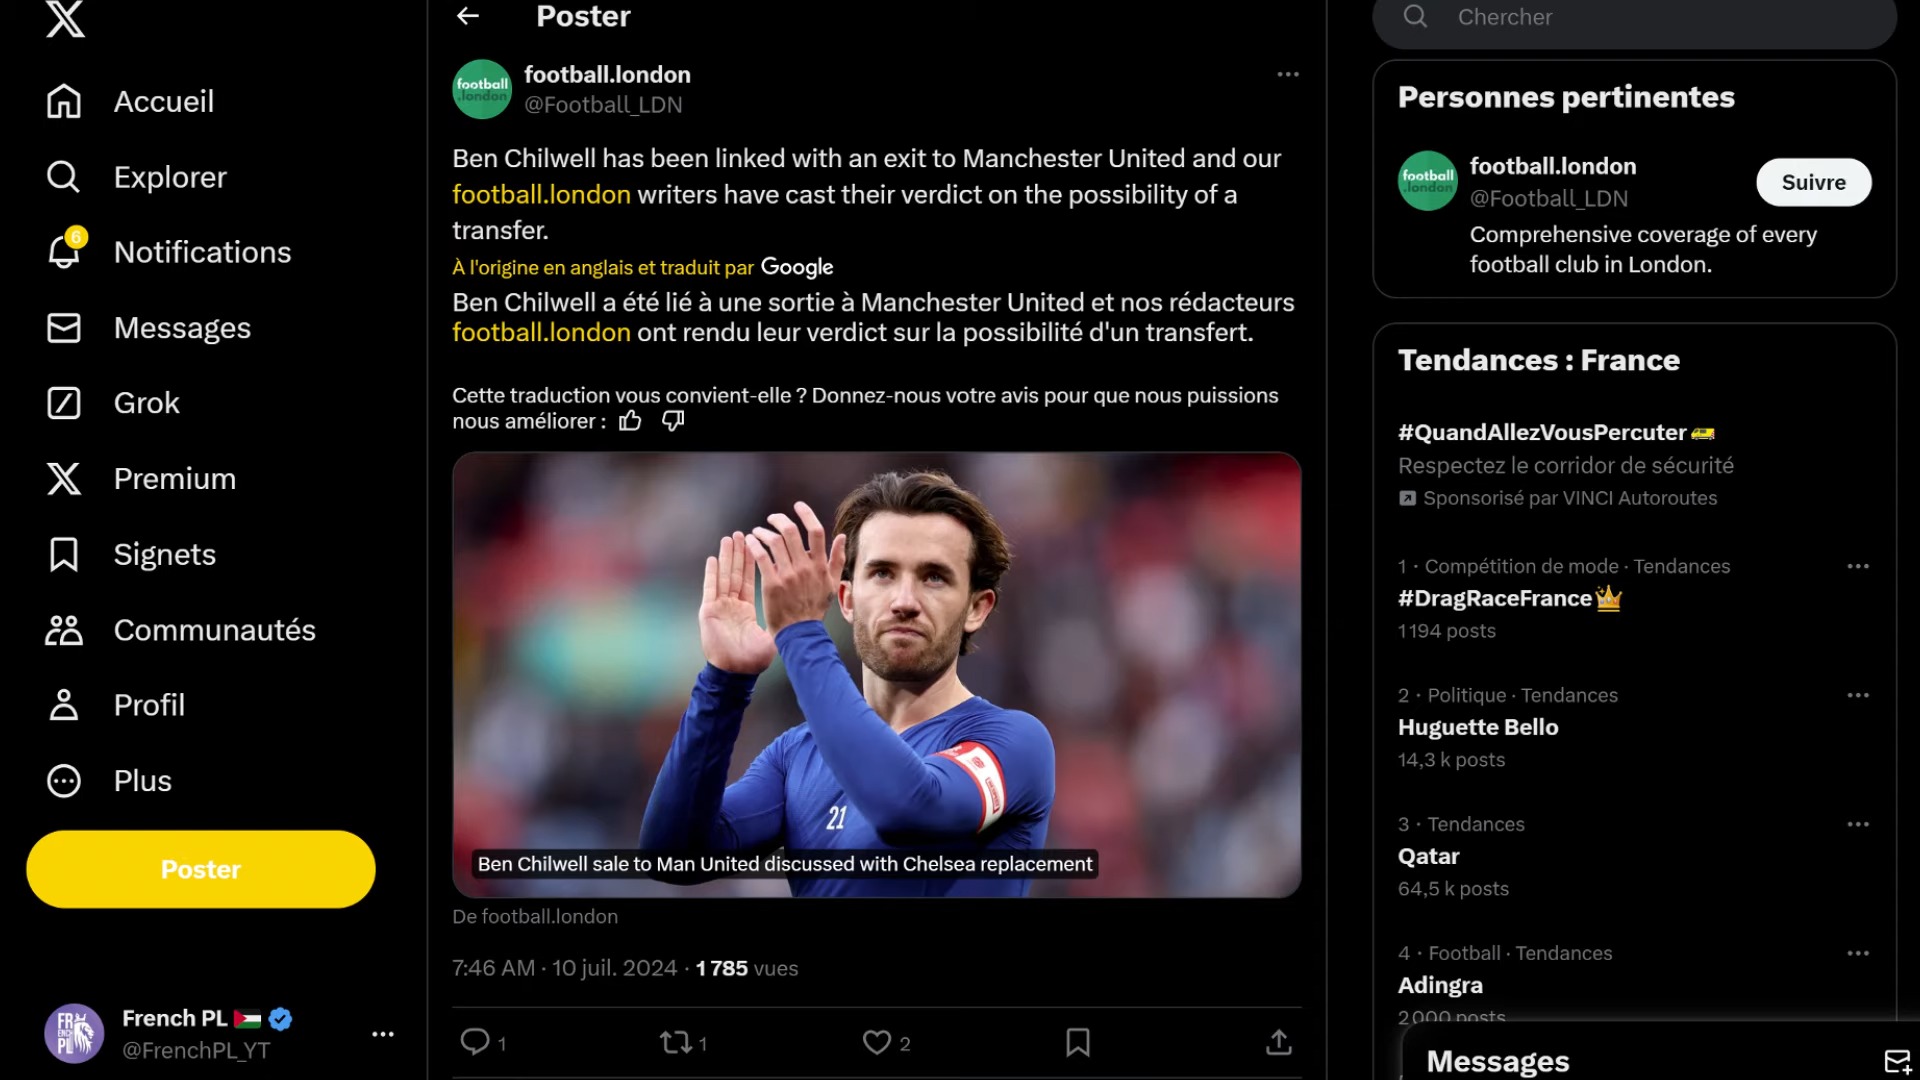 Accueil
Explorer
6
Notifications
Messages
Grok
Premium
Signets
Communautés
Profil
Plus
Poster
French PL
@FrenchPL_YT
Poster
football.london
@Football_LDN
Ben Chilwell has been linked with an exit to Manchester United and our
football.london writers have cast their verdict on the possibility of a
transfer.
À l'origine en anglais et traduit par Google
Ben Chilwell a été lié à une sortie à Manchester United et nos rédacteurs
football.london ont rendu leur verdict sur la possibilité d'un transfert.
Cette traduction vous convient-elle ? Donnez-nous votre avis pour que nous puissions
nous améliorer :
21
Ben Chilwell sale to Man United discussed with Chelsea replacement
De football.london
7:46 AM · 10 juil. 2024 · 1 785 vues
1
1
2
Chercher
Personnes pertinentes
football.london
@Football_LDN
Suivre
Comprehensive coverage of every
football club in London.
Tendances : France
#QuandAllezVousPercuter
Respectez le corridor de sécurité
Sponsorisé par VINCI Autoroutes
1 · Compétition de mode · Tendances
#DragRaceFrance
1 194 posts
2 · Politique · Tendances
Huguette Bello
14,3 k posts
3 · Tendances
Qatar
64,5 k posts
4 · Football · Tendances
Adingra
2 000 posts
Messages